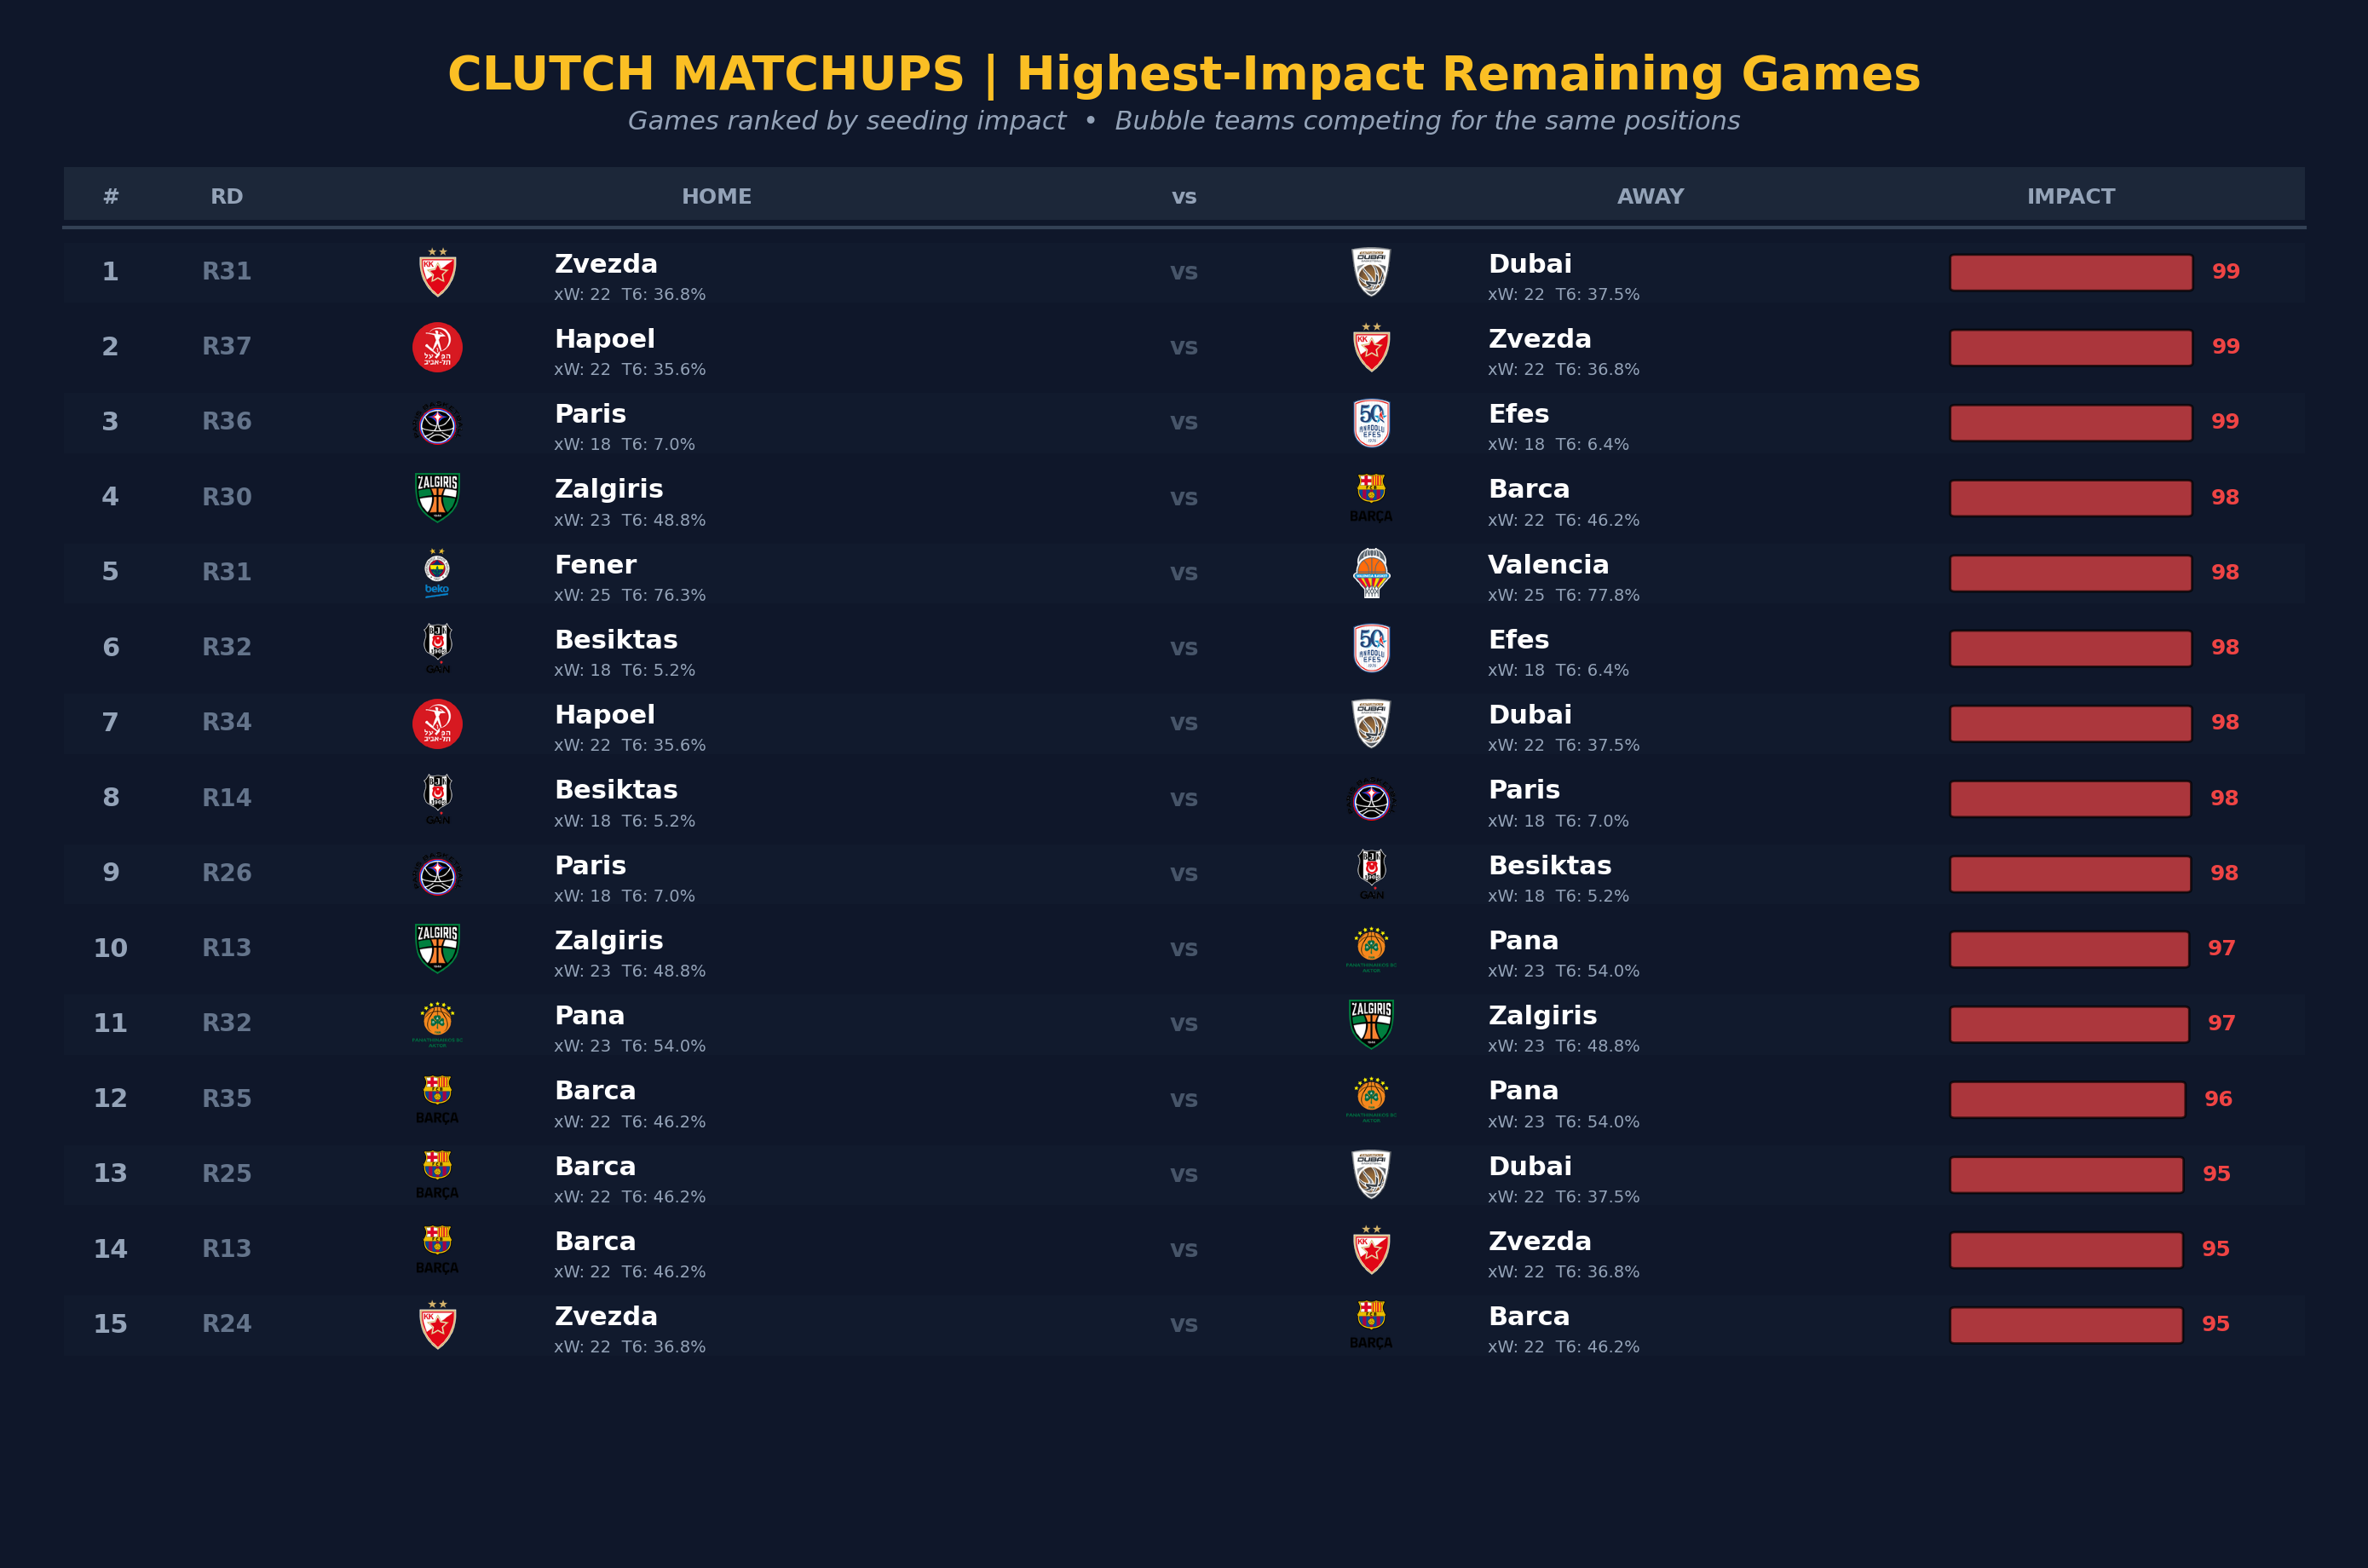 CLUTCH MATCHUPS | Highest-Impact Remaining Games
Games ranked by seeding impact • Bubble teams competing for the same positions
# RD HOME vs AWAY IMPACT
1 R31 Zvezda vs Dubai 99
xW: 22 T6: 36.8% xW: 22 T6: 37.5%
2 R37 Hapoel vs Zvezda 99
xW: 22 T6: 35.6% xW: 22 T6: 36.8%
3 R36 Paris vs Efes 99
xW: 18 T6: 7.0% xW: 18 T6: 6.4%
4 R30 Zalgiris vs Barca 98
xW: 23 T6: 48.8% xW: 22 T6: 46.2%
5 R31 Fener vs Valencia 98
xW: 25 T6: 76.3% xW: 25 T6: 77.8%
6 R32 Besiktas vs Efes 98
xW: 18 T6: 5.2% xW: 18 T6: 6.4%
7 R34 Hapoel vs Dubai 98
xW: 22 T6: 35.6% xW: 22 T6: 37.5%
8 R14 Besiktas vs Paris 98
xW: 18 T6: 5.2% xW: 18 T6: 7.0%
9 R26 Paris vs Besiktas 98
xW: 18 T6: 7.0% xW: 18 T6: 5.2%
10 R13 Zalgiris vs Pana 97
xW: 23 T6: 48.8% xW: 23 T6: 54.0%
11 R32 Pana vs Zalgiris 97
xW: 23 T6: 54.0% xW: 23 T6: 48.8%
12 R35 Barca vs Pana 96
xW: 22 T6: 46.2% xW: 23 T6: 54.0%
13 R25 Barca vs Dubai 95
xW: 22 T6: 46.2% xW: 22 T6: 37.5%
14 R13 Barca vs Zvezda 95
xW: 22 T6: 46.2% xW: 22 T6: 36.8%
15 R24 Zvezda vs Barca 95
xW: 22 T6: 36.8% xW: 22 T6: 46.2%